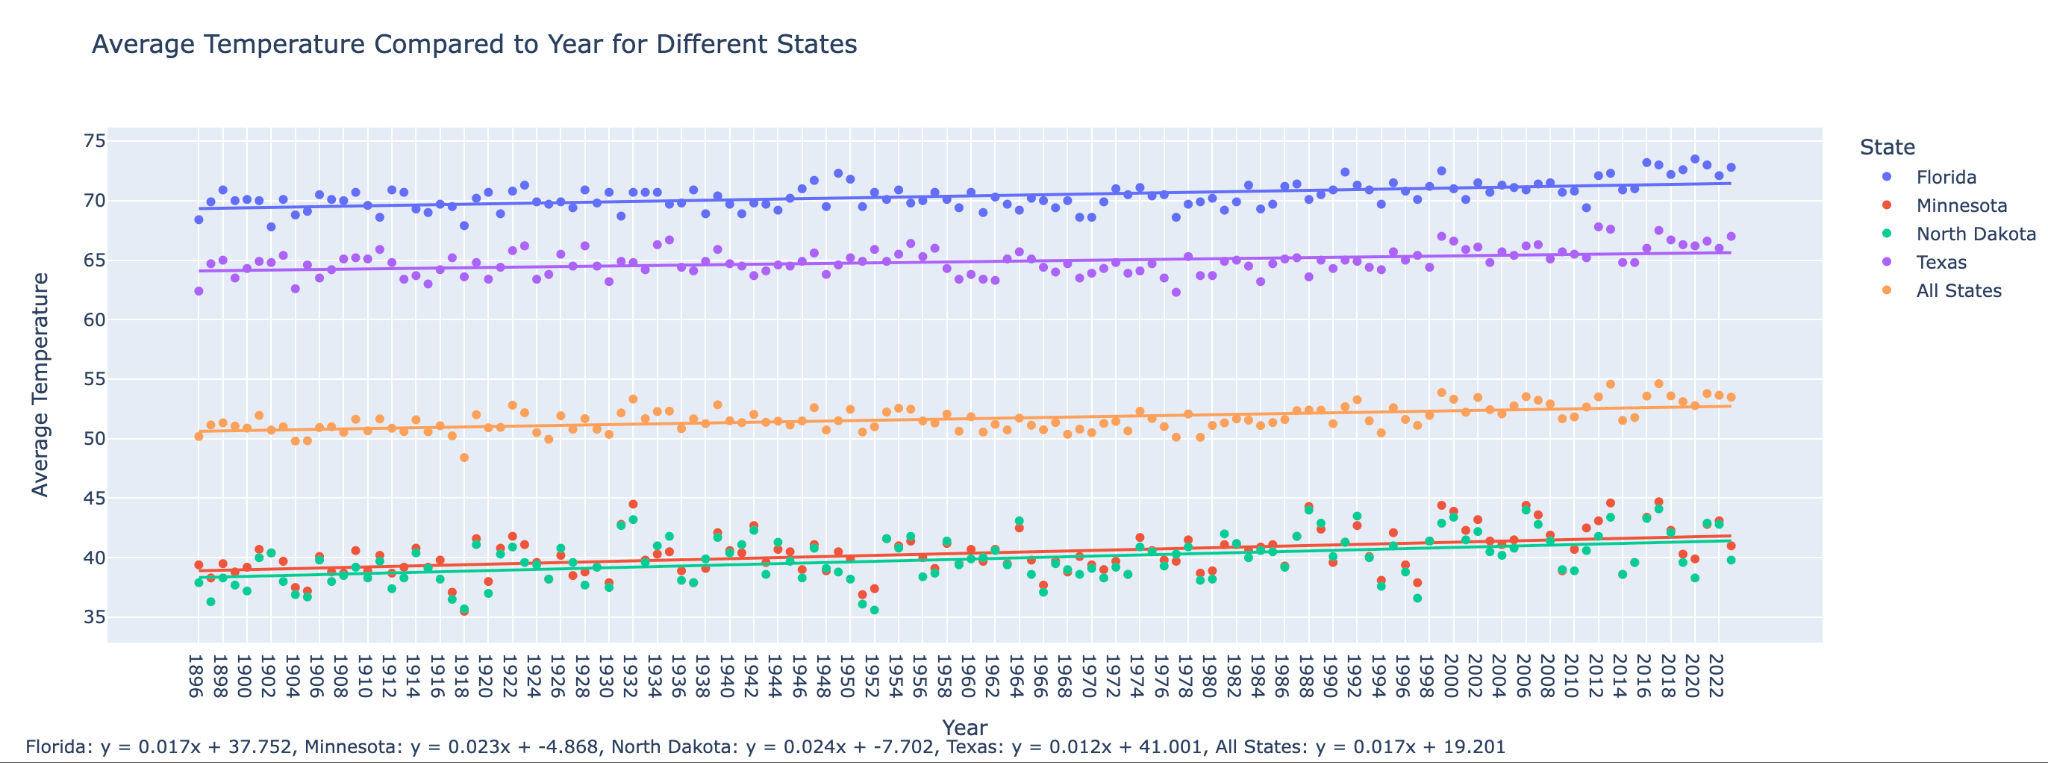 Average Temperature Compared to Year for Different States
State
Florida
Minnesota
North Dakota
Texas
All States
Average Temperature
75
70
65
60
55
50
45
40
35
1896 1898 1900 1902 1904 1906 1908 1910 1912 1914 1916 1918 1920 1922 1924 1926 1928 1930 1932 1934 1936 1938 1940 1942 1944 1946 1948 1950 1952 1954 1956 1958 1960 1962 1964 1966 1968 1970 1972 1974 1976 1978 1980 1982 1984 1986 1988 1990 1992 1994 1996 1998 2000 2002 2004 2006 2008 2010 2012 2014 2016 2018 2020 2022
Year
Florida: y = 0.017x + 37.752, Minnesota: y = 0.023x + -4.868, North Dakota: y = 0.024x + -7.702, Texas: y = 0.012x + 41.001, All States: y = 0.017x + 19.201